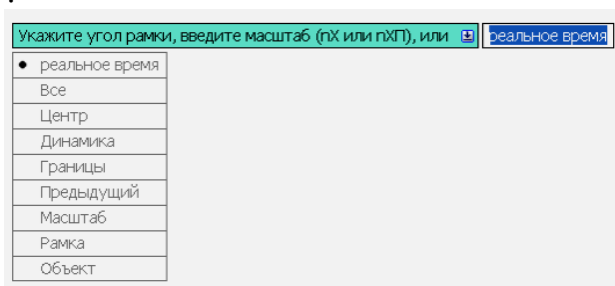 Укажите угол рамки, введите масштаб (nX или nXП), или реальное время
реальное время
Все
Центр
Динамика
Границы
Предыдущий
Масштаб
Рамка
Объект